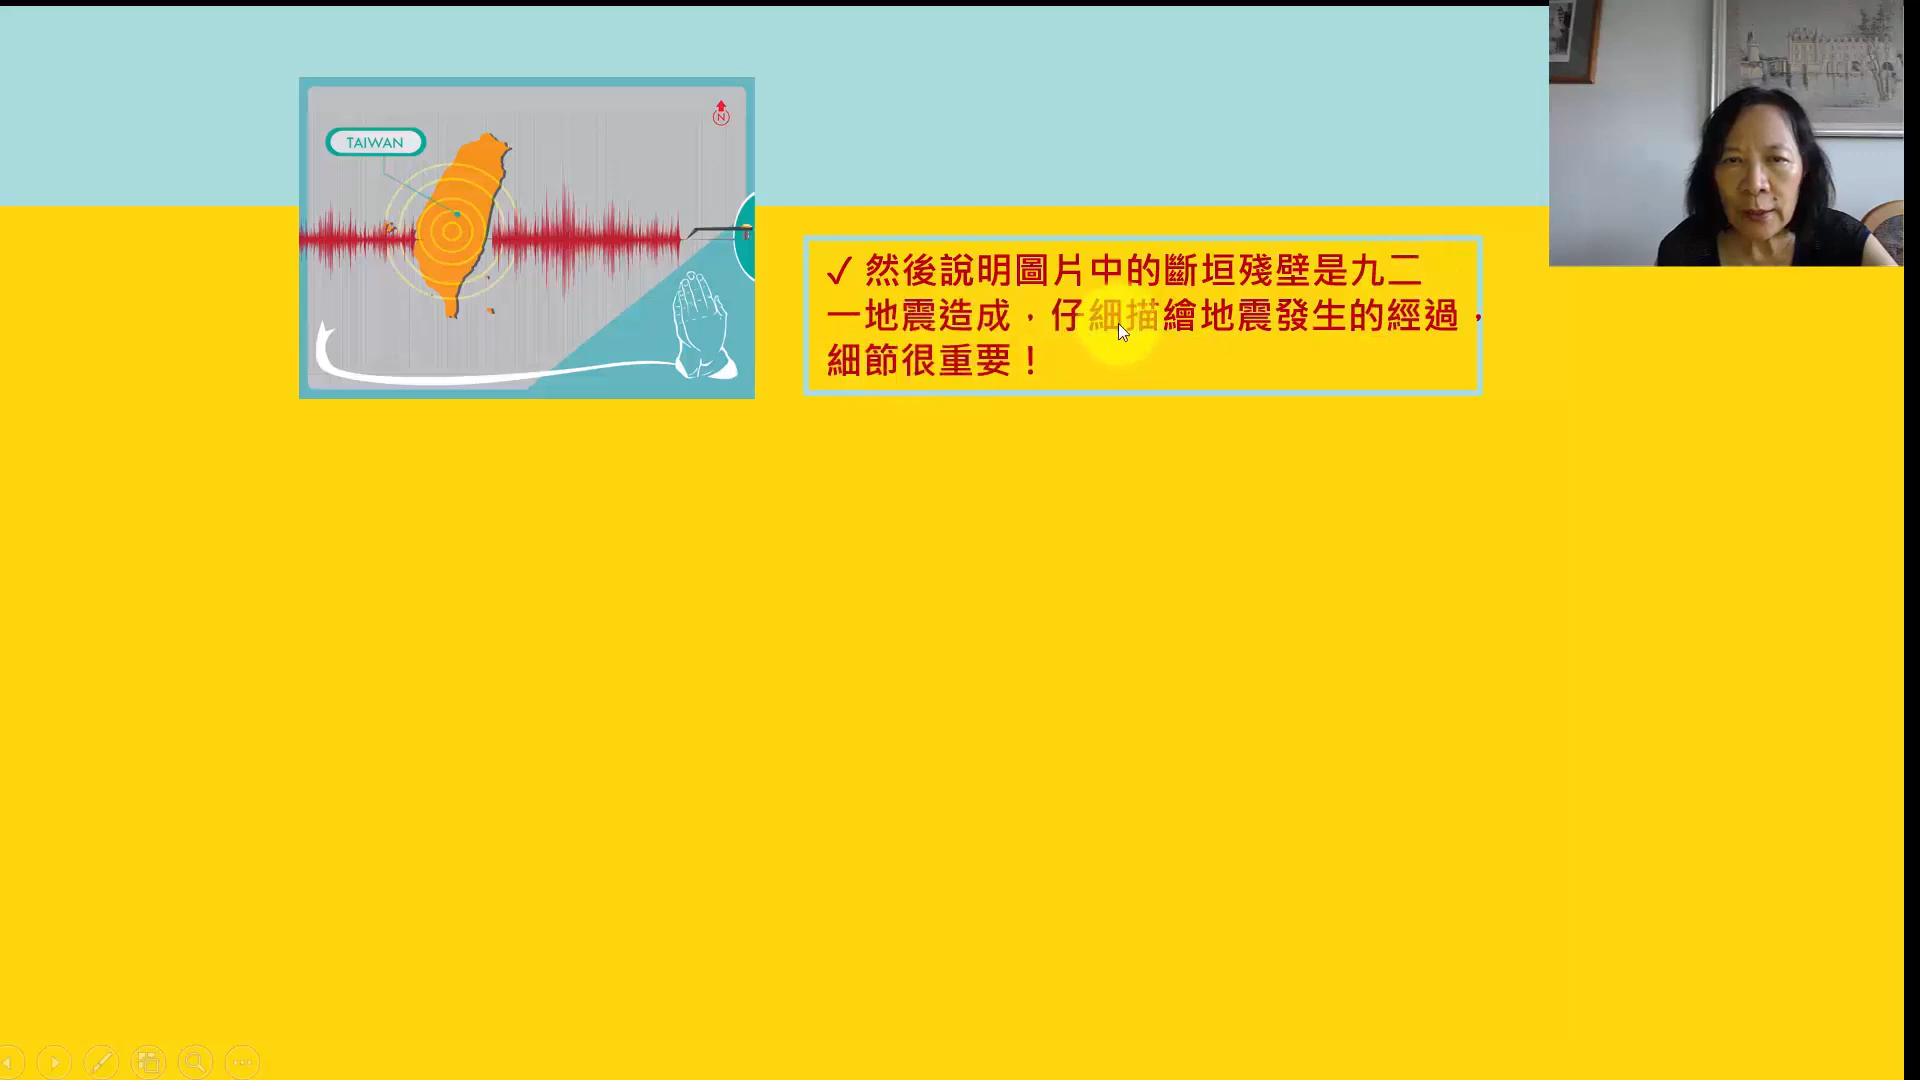 TAIWAN
N
✓ 然後說明圖片中的斷垣殘壁是九二
一地震造成，仔細描繪地震發生的經過，
細節很重要！